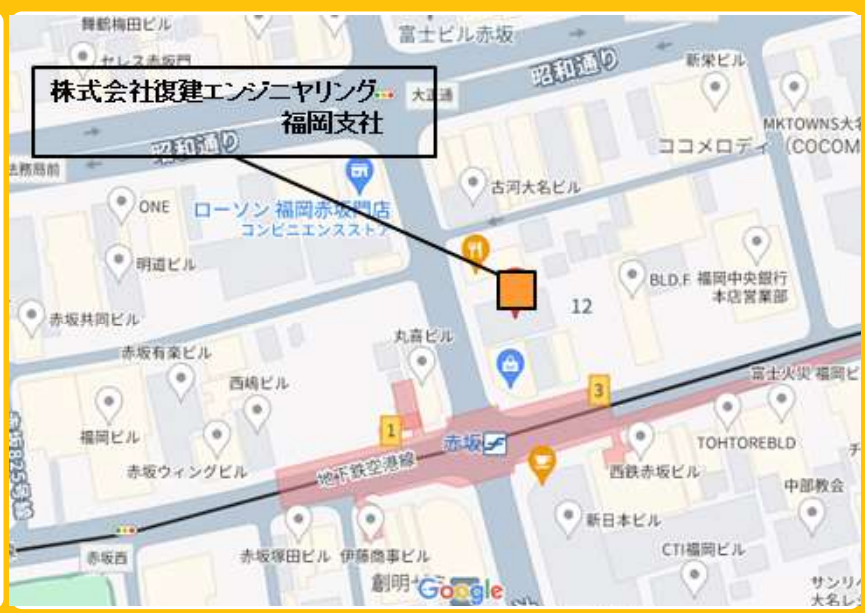 舞鶴梅田ビル
富士ビル赤坂
セレス赤坂門
昭和通り
新栄ビル
株式会社復建エンジニヤリング
福岡支社
大正通
MKTOWNS大名
ココメロディ (COCOM
法務局前
昭和通り
古河大名ビル
ONE
ローソン 福岡赤坂門店
コンビニエンスストア
明道ビル
BLD.F
福岡中央銀行
本店営業部
12
赤坂共同ビル
丸喜ビル
赤坂有楽ビル
富士火災 福岡ビ
西嶋ビル
3
1
福岡ビル
赤坂
TOHTOREBLD
赤坂ウィングビル
地下鉄空港線
西鉄赤坂ビル
中部教会
新日本ビル
赤坂西
赤坂塚田ビル
伊藤商事ビル
CTI福岡ビル
創明
Google
サンリ
大名レ